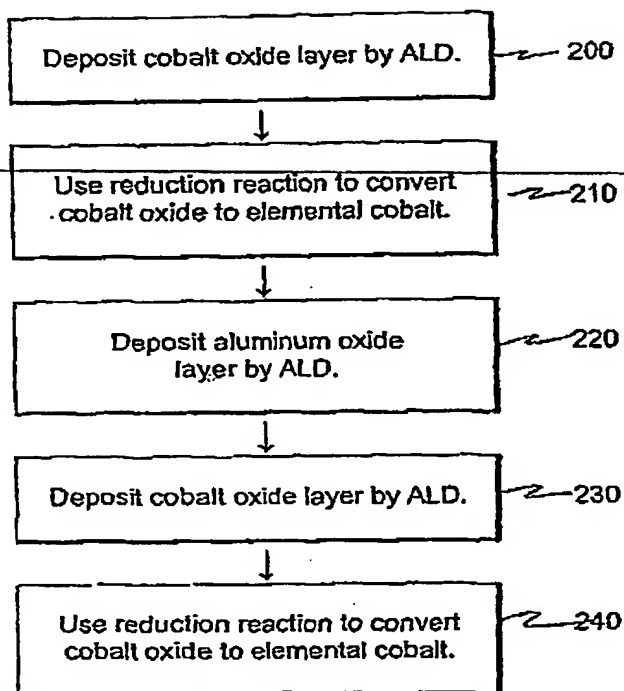 Deposit cobalt oxide layer by ALD. 200
Use reduction reaction to convert 210
cobalt oxide to elemental cobalt.
Deposit aluminum oxide 220
layer by ALD.
Deposit cobalt oxide layer by ALD. 230
Use reduction reaction to convert 240
cobalt oxide to elemental cobalt.